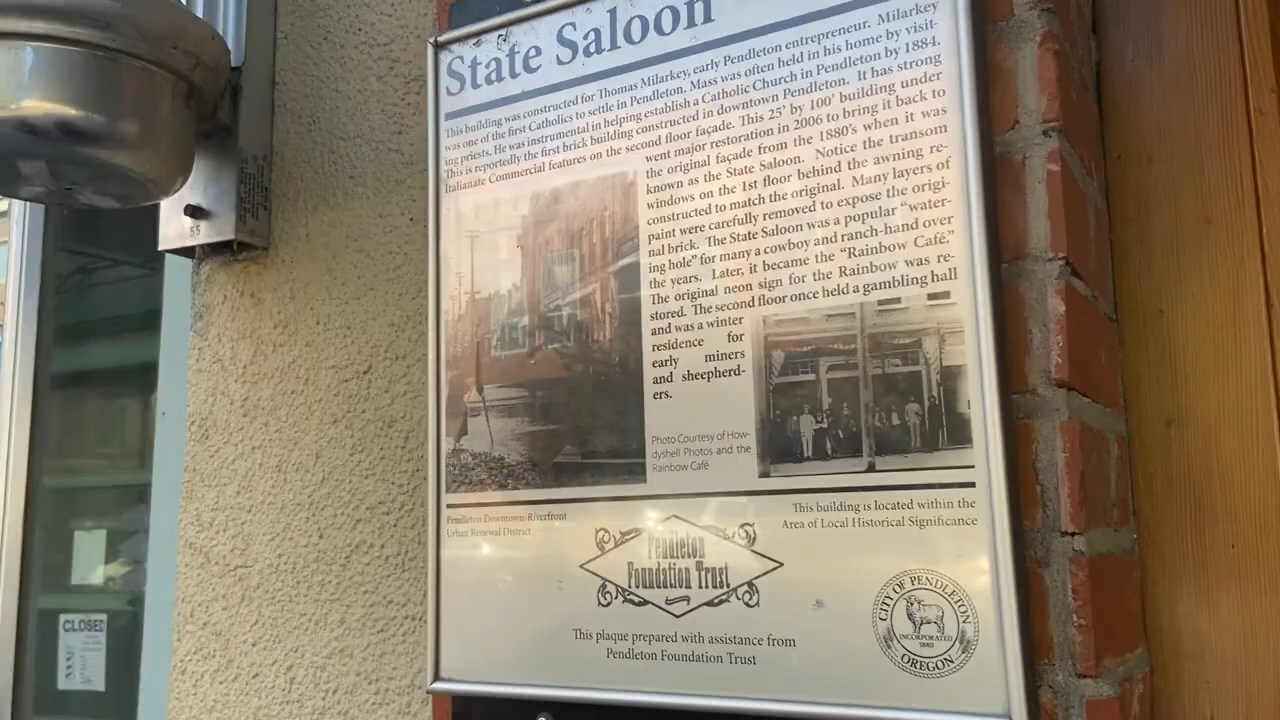 State Saloon
This building was constructed for Thomas Milarkey, early Pendleton entrepreneur. Milarkey
was one of the first Catholics to settle in Pendleton. Mass was often held in his home by visit-
ing priests. He was instrumental in helping establish a Catholic Church in Pendleton by 1884.
This is reportedly the first brick building constructed in downtown Pendleton. It has strong
Italianate Commercial features on the second floor façade. This 25' by 100' building under
went major restoration in 2006 to bring it back to
the original façade from the 1880's when it was
known as the State Saloon. Notice the transom
windows on the 1st floor behind the awning re-
constructed to match the original. Many layers of
paint were carefully removed to expose the origi-
nal brick. The State Saloon was a popular "water-
ing hole" for many a cowboy and ranch-hand over
the years. Later, it became the "Rainbow Café."
The original neon sign for the Rainbow was re-
stored. The second floor once held a gambling hall
and was a winter
residence for
early miners
and sheepherd-
ers.
Photo Courtesy of How-
dyshell Photos and the
Rainbow Café
Pendleton Downtown Riverfront
Urban Renewal District
This building is located within the
Area of Local Historical Significance
Pendleton
Foundation Trust
This plaque prepared with assistance from
Pendleton Foundation Trust
CITY OF PENDLETON
INCORPORATED
1880
OREGON
CLOSED
55